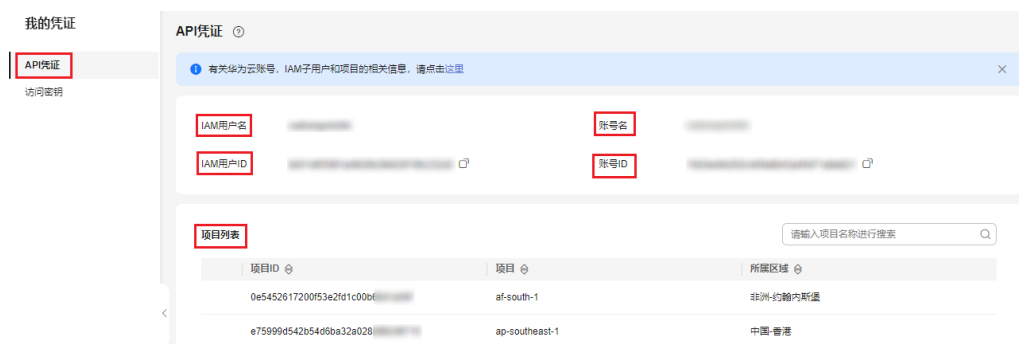 我的凭证
API凭证
访问密钥
API凭证
有关华为云账号，IAM子用户和项目的相关信息，请点击这里
IAM用户名
账号名
IAM用户ID
账号ID
项目列表
请输入项目名称进行搜索
项目ID 项目 所属区域
0e5452617200f53e2fd1c00b af-south-1 非洲-约翰内斯堡
e75999d542b54d6ba32a028 ap-southeast-1 中国-香港